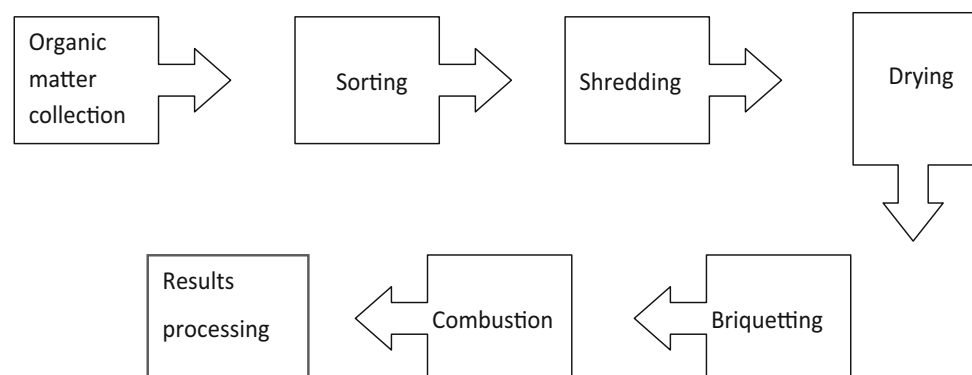 Organic
matter
collection
Sorting
Shredding
Drying
Briquetting
Combustion
Results
processing